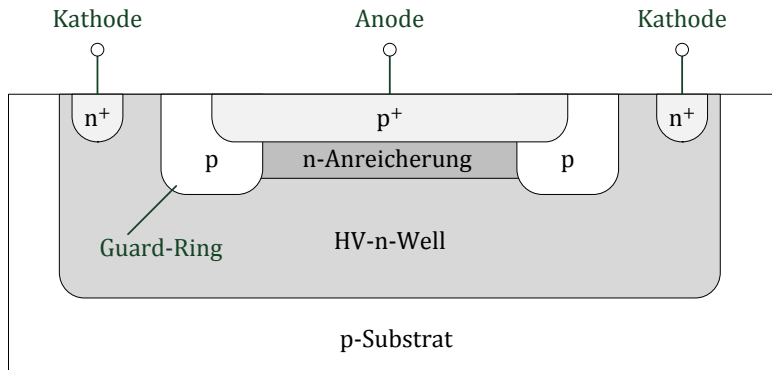 Kathode Anode Kathode
n+ p+ n+
p n-Anreicherung p
Guard-Ring HV-n-Well
p-Substrat